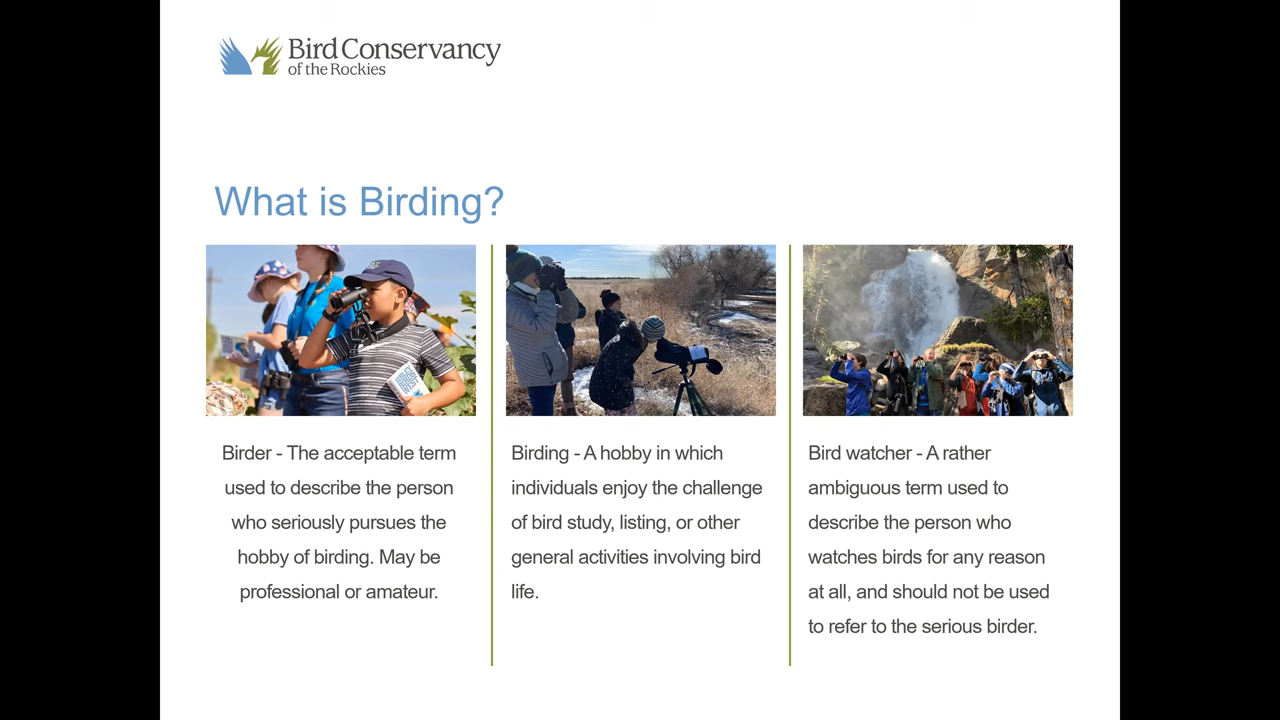 Bird Conservancy
of the Rockies
What is Birding?
Birder - The acceptable term
used to describe the person
who seriously pursues the
hobby of birding. May be
professional or amateur.
Birding - A hobby in which
individuals enjoy the challenge
of bird study, listing, or other
general activities involving bird
life.
Bird watcher - A rather
ambiguous term used to
describe the person who
watches birds for any reason
at all, and should not be used
to refer to the serious birder.